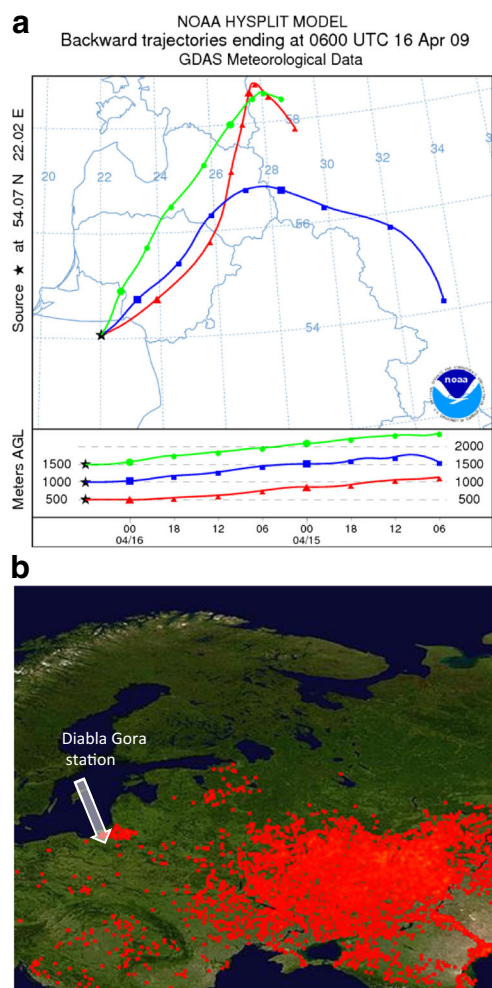 a
NOAA HYSPLIT MODEL
Backward trajectories ending at 0600 UTC 16 Apr 09
GDAS Meteorological Data
Source ★ at 54.07 N 22.02 E
58
20 22 26 28 30 32 34
56
54
noaa
Meters AGL
2000
1500 1500
1000 1000
500 500
00 18 12 06 00 18 12 06
04/16 04/15
b
Diabla Gora
station